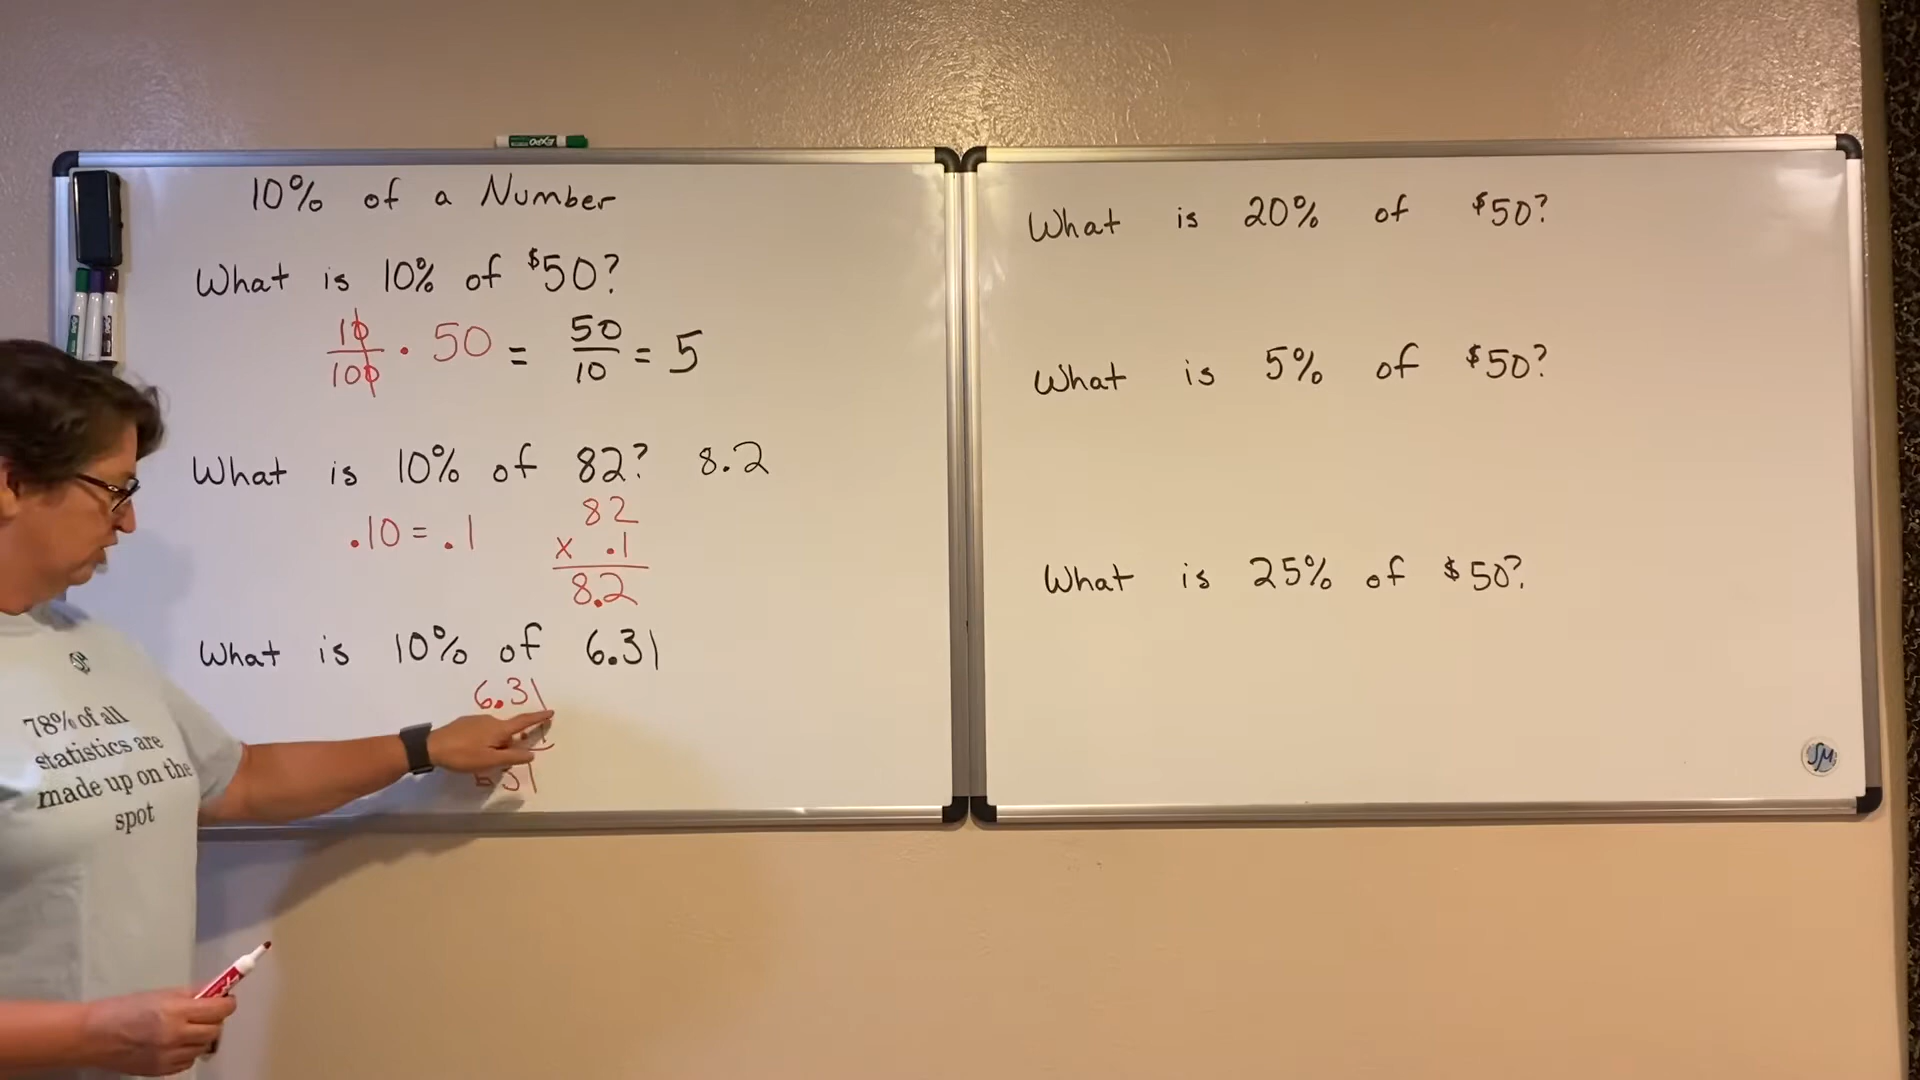 10% of a Number
What is 10% of $50?
10/100 · 50 = 50/10 = 5
What is 10% of 82? 8.2
.10 = .1
82
x .1
8.2
What is 10% of 6.31
6.31
631
What is 20% of $50?
What is 5% of $50?
What is 25% of $50?
SM
78% of all
statistics are
made up on the
spot
EXPO